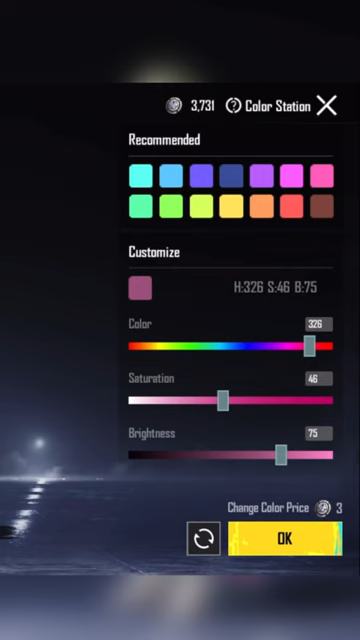 3,731 Color Station
Recommended
Customize
H:326 S:46 B:75
Color 326
Saturation 46
Brightness 75
Change Color Price 3
OK